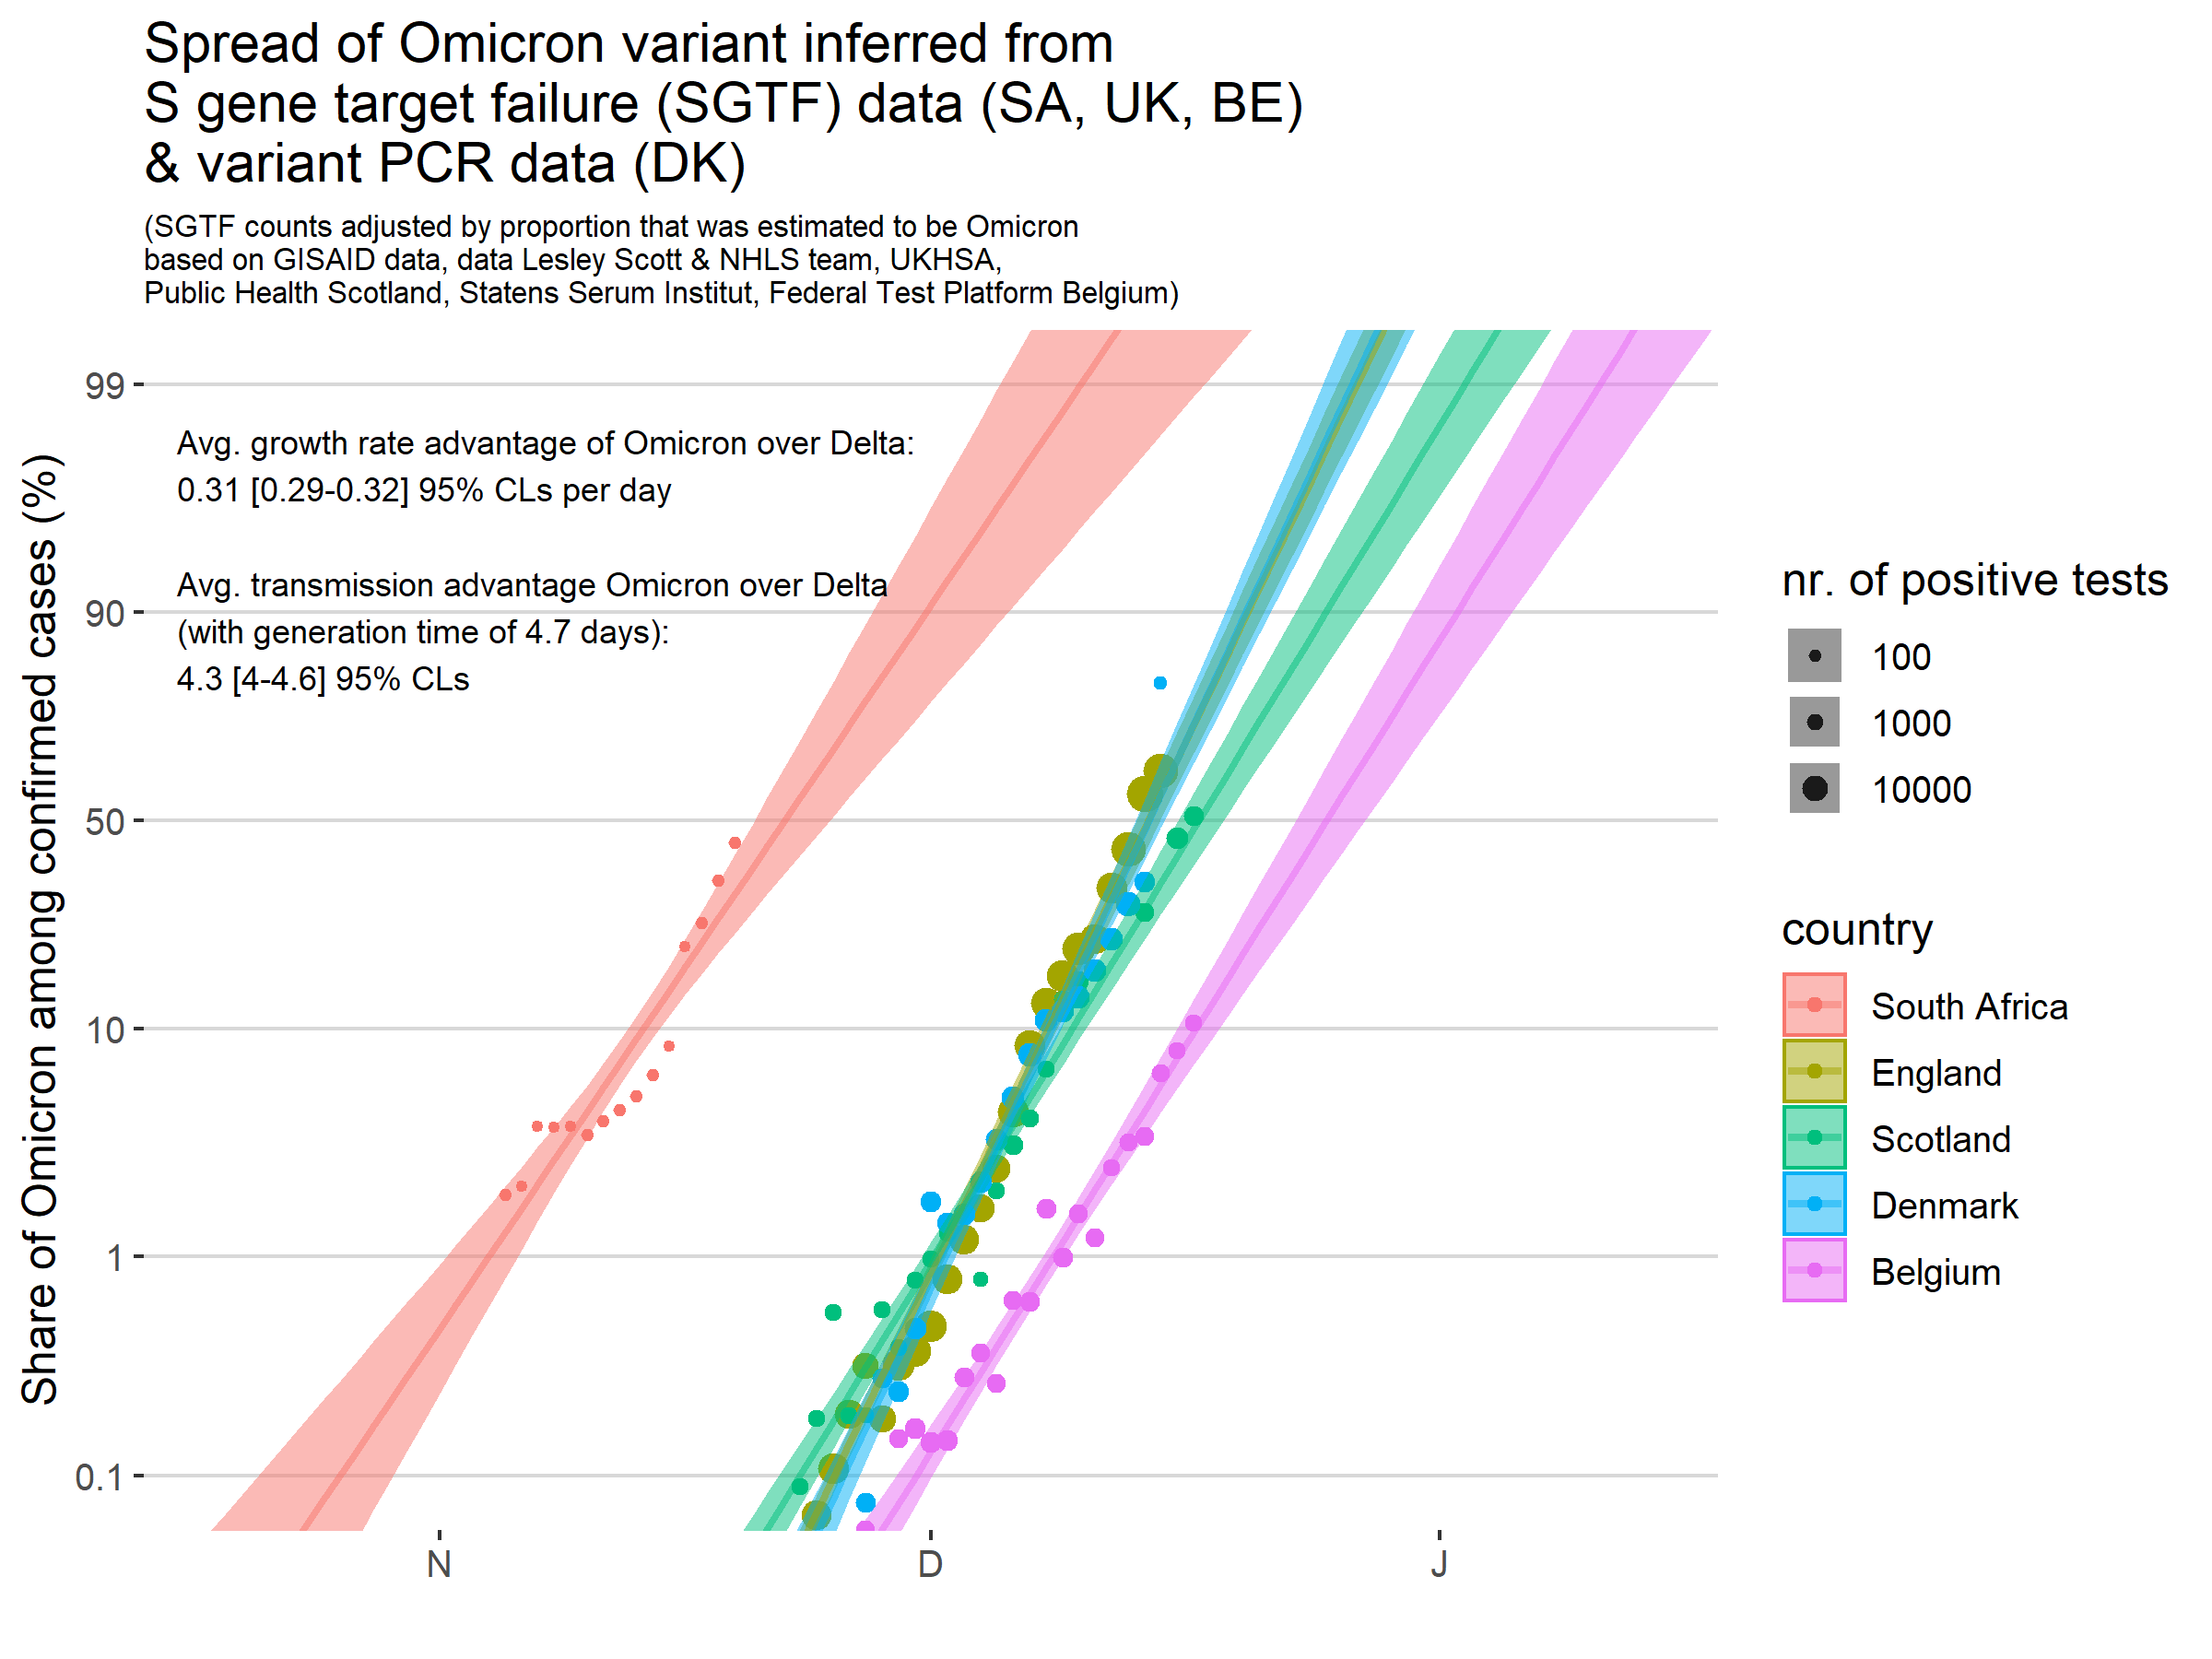 Spread of Omicron variant inferred from
S gene target failure (SGTF) data (SA, UK, BE)
& variant PCR data (DK)
(SGTF counts adjusted by proportion that was estimated to be Omicron
based on GISAID data, data Lesley Scott & NHLS team, UKHSA,
Public Health Scotland, Statens Serum Institut, Federal Test Platform Belgium)
Share of Omicron among confirmed cases (%)
99
90
50
10
1
0.1
Avg. growth rate advantage of Omicron over Delta:
0.31 [0.29-0.32] 95% CLs per day
Avg. transmission advantage Omicron over Delta
(with generation time of 4.7 days):
4.3 [4-4.6] 95% CLs
N
D
J
nr. of positive tests
100
1000
10000
country
South Africa
England
Scotland
Denmark
Belgium